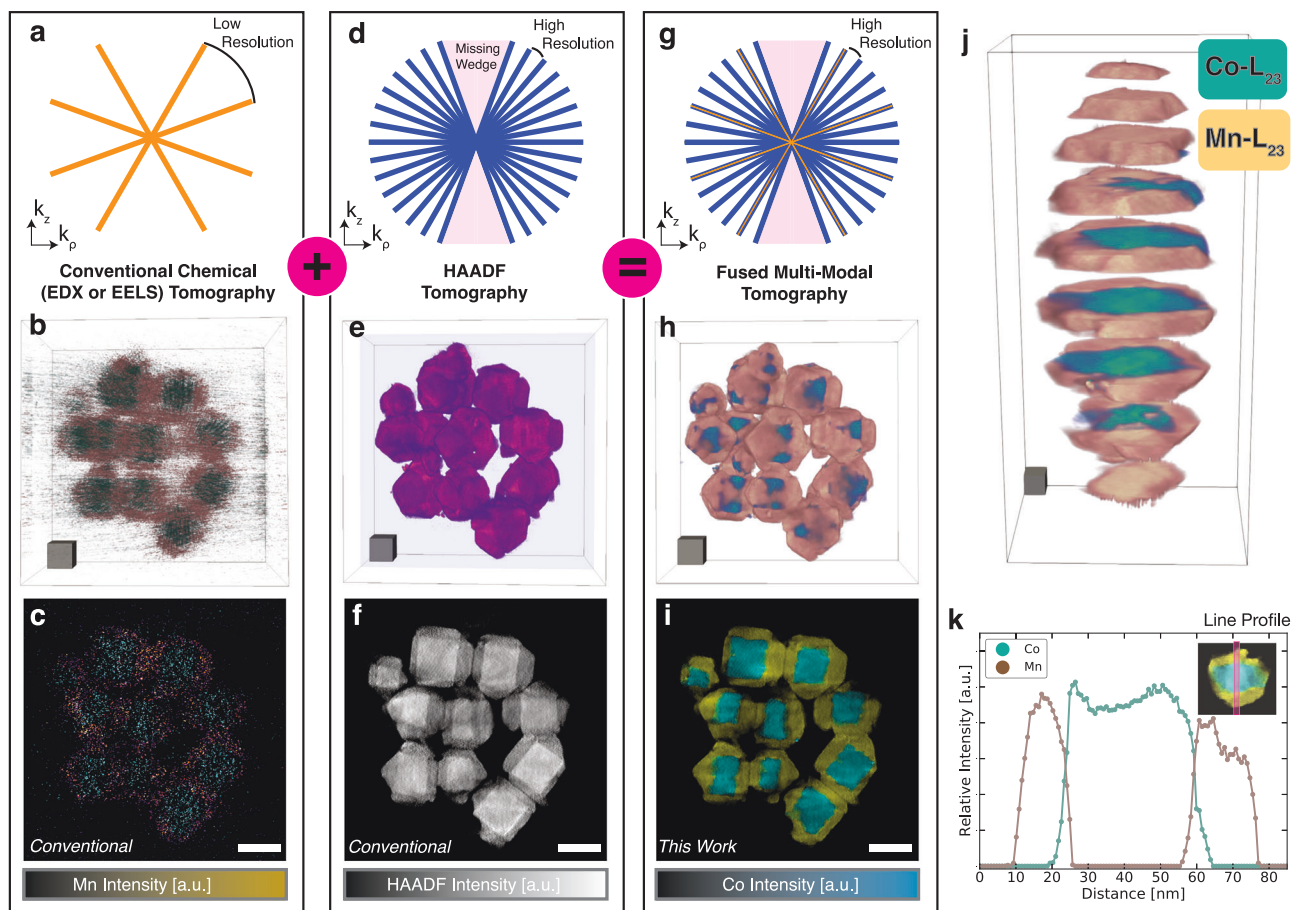 a
Low
Resolution
k_z
k_ρ
Conventional Chemical
(EDX or EELS) Tomography
b
c
Conventional
Mn Intensity [a.u.]
+
d
High
Resolution
Missing
Wedge
k_z
k_ρ
HAADF
Tomography
e
f
Conventional
HAADF Intensity [a.u.]
=
g
High
Resolution
k_z
k_ρ
Fused Multi-Modal
Tomography
h
i
This Work
Co Intensity [a.u.]
j
Co-L₂₃
Mn-L₂₃
k
Line Profile
Co
Mn
Relative Intensity [a.u.]
0 10 20 30 40 50 60 70 80
Distance [nm]